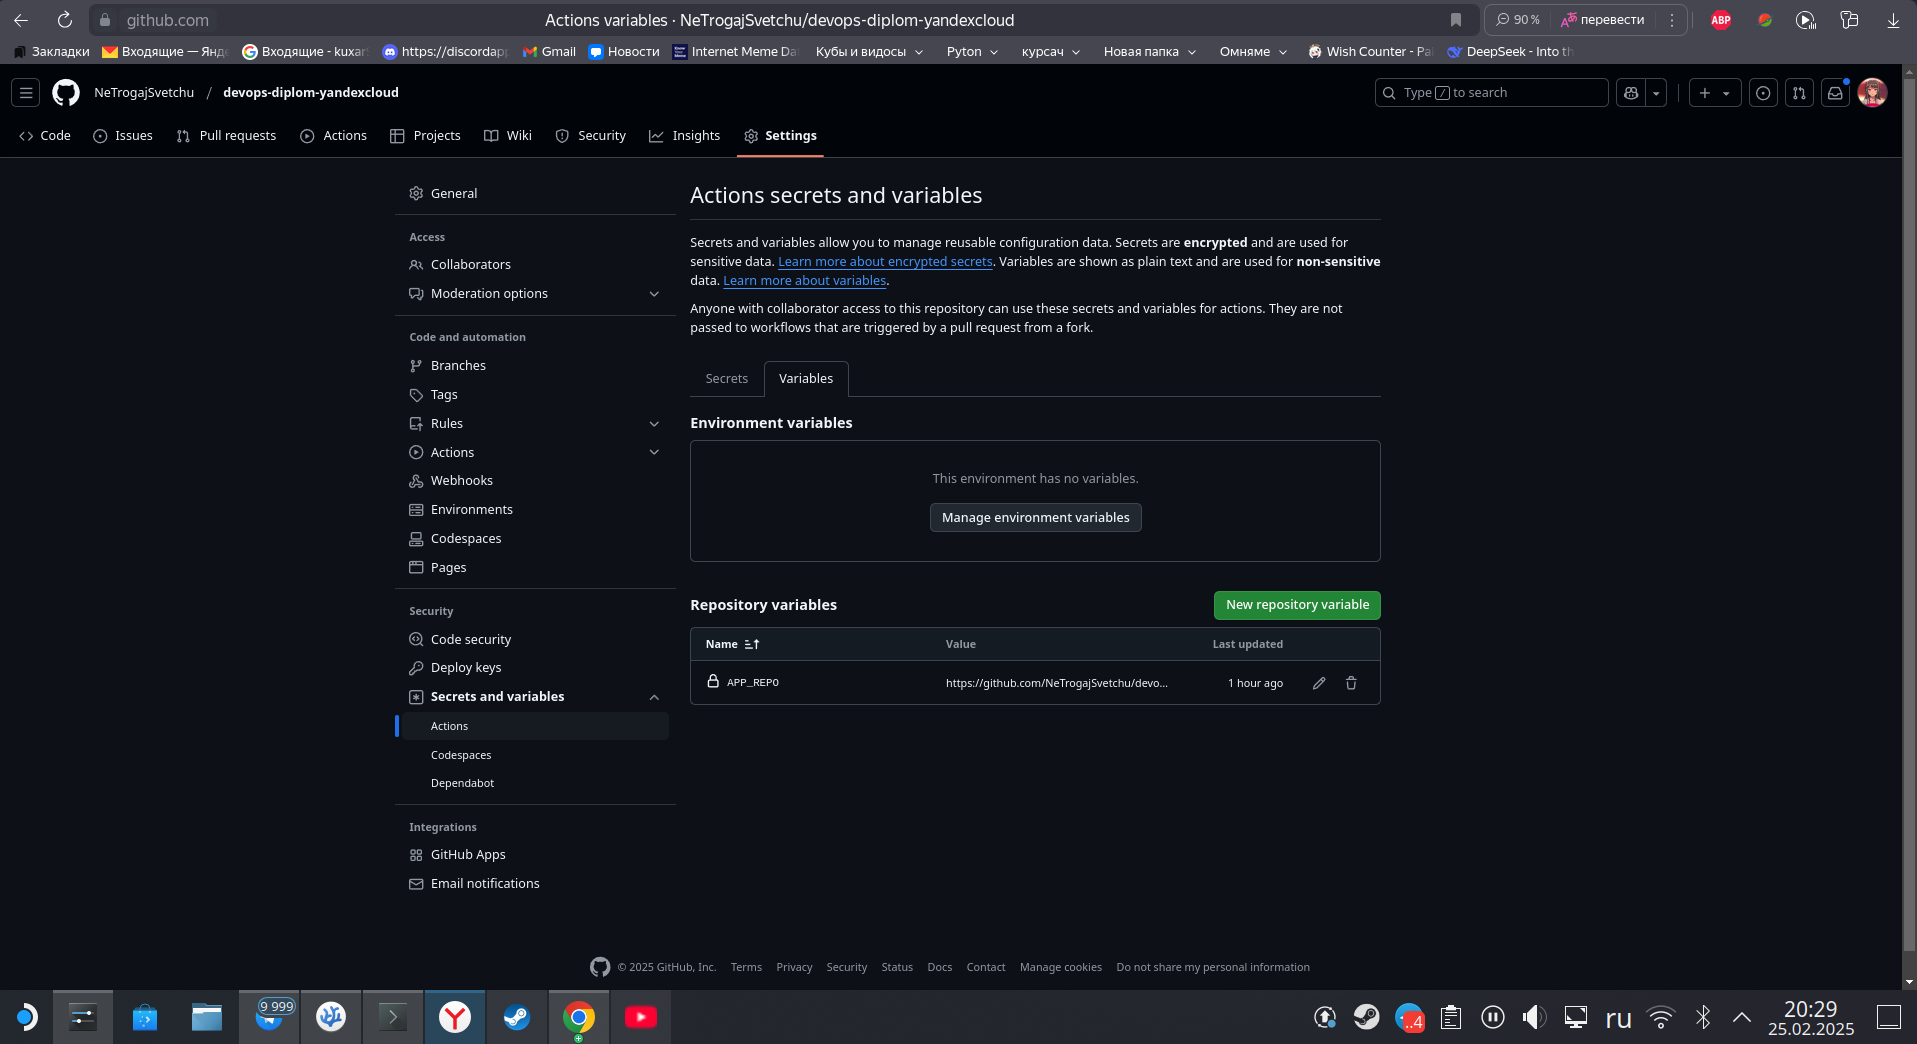 github.com
Actions variables · NeTrogajSvetchu/devops-diplom-yandexcloud
90 %
перевести
ABP
Закладки
Входящие — Янд
Входящие - kuxar
https://discordapp
Gmail
Новости
Internet Meme Da
Кубы и видосы
Pyton
курсач
Новая папка
Омняме
Wish Counter - Pa
DeepSeek - Into th
NeTrogajSvetchu / devops-diplom-yandexcloud
Type / to search
Code
Issues
Pull requests
Actions
Projects
Wiki
Security
Insights
Settings
General
Access
Collaborators
Moderation options
Code and automation
Branches
Tags
Rules
Actions
Webhooks
Environments
Codespaces
Pages
Security
Code security
Deploy keys
Secrets and variables
Actions
Codespaces
Dependabot
Integrations
GitHub Apps
Email notifications
Actions secrets and variables
Secrets and variables allow you to manage reusable configuration data. Secrets are encrypted and are used for
sensitive data. Learn more about encrypted secrets. Variables are shown as plain text and are used for non-sensitive
data. Learn more about variables.
Anyone with collaborator access to this repository can use these secrets and variables for actions. They are not
passed to workflows that are triggered by a pull request from a fork.
Secrets
Variables
Environment variables
This environment has no variables.
Manage environment variables
Repository variables
New repository variable
Name
Value
Last updated
APP_REPO
https://github.com/NeTrogajSvetchu/devo...
1 hour ago
© 2025 GitHub, Inc.
Terms
Privacy
Security
Status
Docs
Contact
Manage cookies
Do not share my personal information
9 999
..4
ru
20:29
25.02.2025